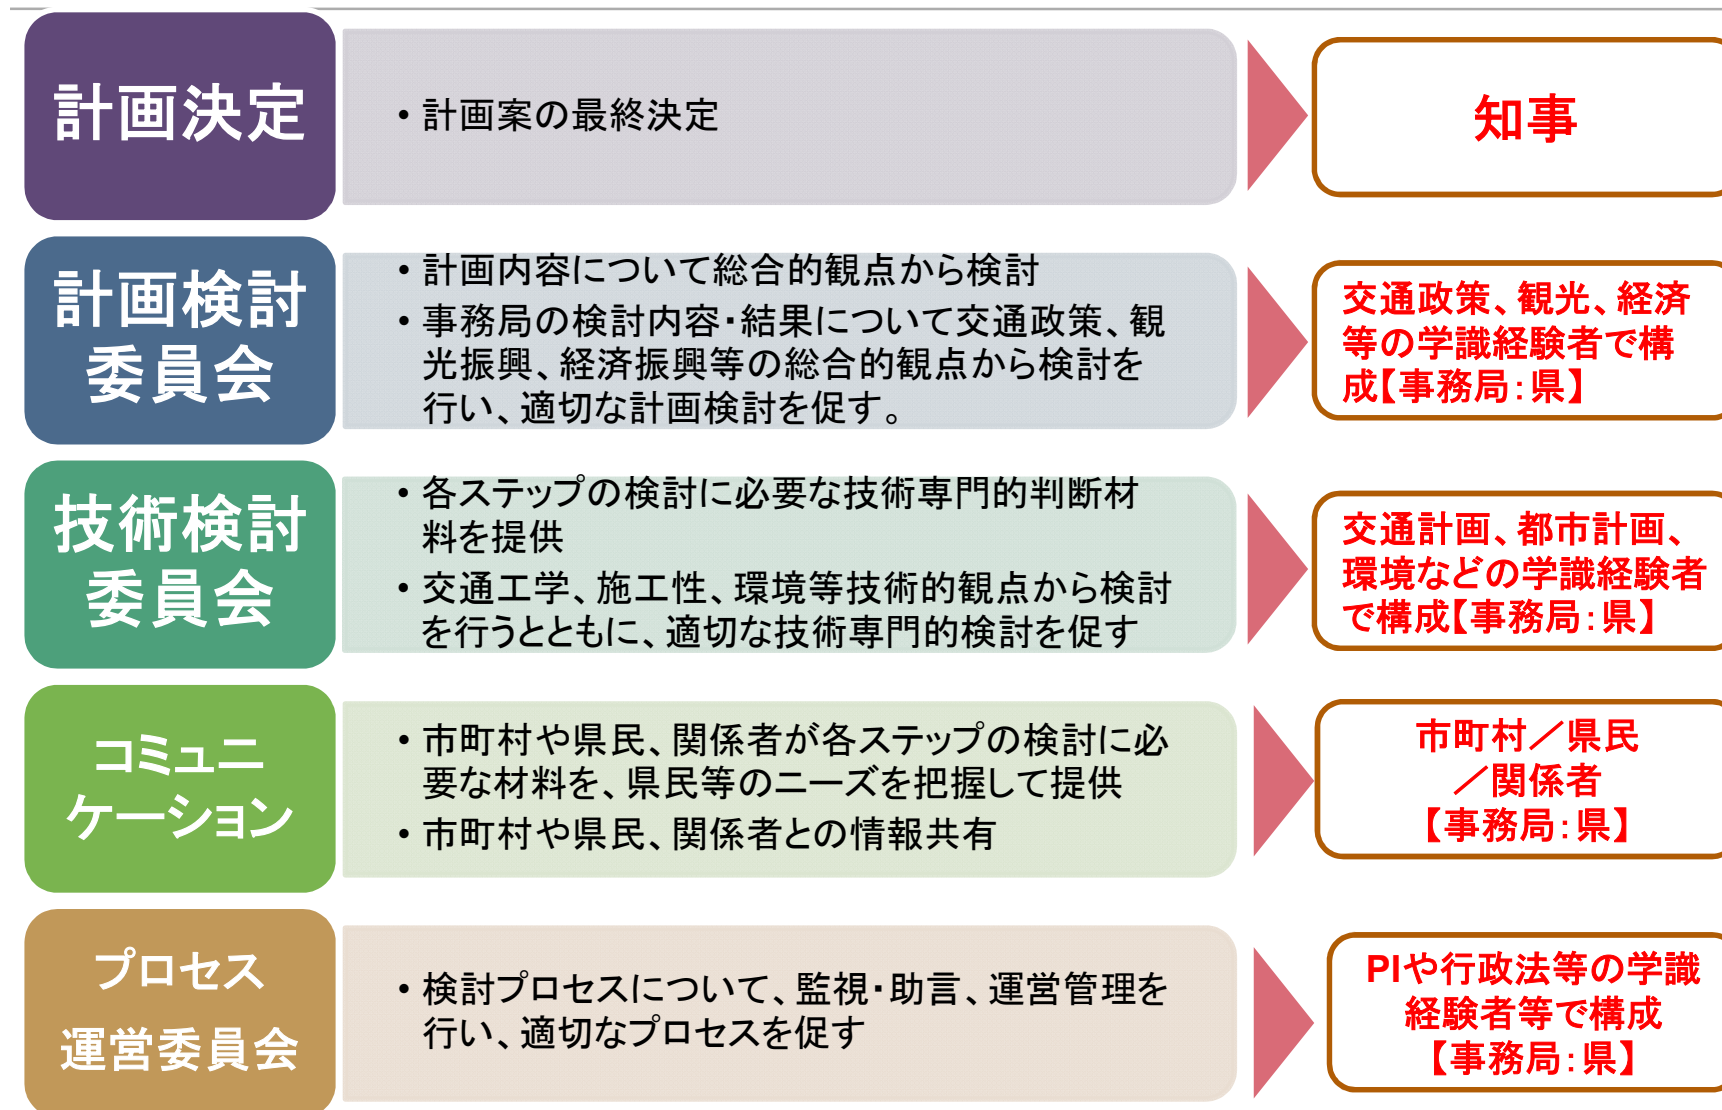 計画決定
・計画案の最終決定
知事
計画検討
委員会
・計画内容について総合的観点から検討
・事務局の検討内容・結果について交通政策、観
光振興、経済振興等の総合的観点から検討を
行い、適切な計画検討を促す。
交通政策、観光、経済
等の学識経験者で構
成【事務局：県】
技術検討
委員会
・各ステップの検討に必要な技術専門的判断材
料を提供
・交通工学、施工性、環境等技術的観点から検討
を行うとともに、適切な技術専門的検討を促す
交通計画、都市計画、
環境などの学識経験者
で構成【事務局：県】
コミュニ
ケーション
・市町村や県民、関係者が各ステップの検討に必
要な材料を、県民等のニーズを把握して提供
・市町村や県民、関係者との情報共有
市町村／県民
／関係者
【事務局：県】
プロセス
運営委員会
・検討プロセスについて、監視・助言、運営管理を
行い、適切なプロセスを促す
PIや行政法等の学識
経験者等で構成
【事務局：県】